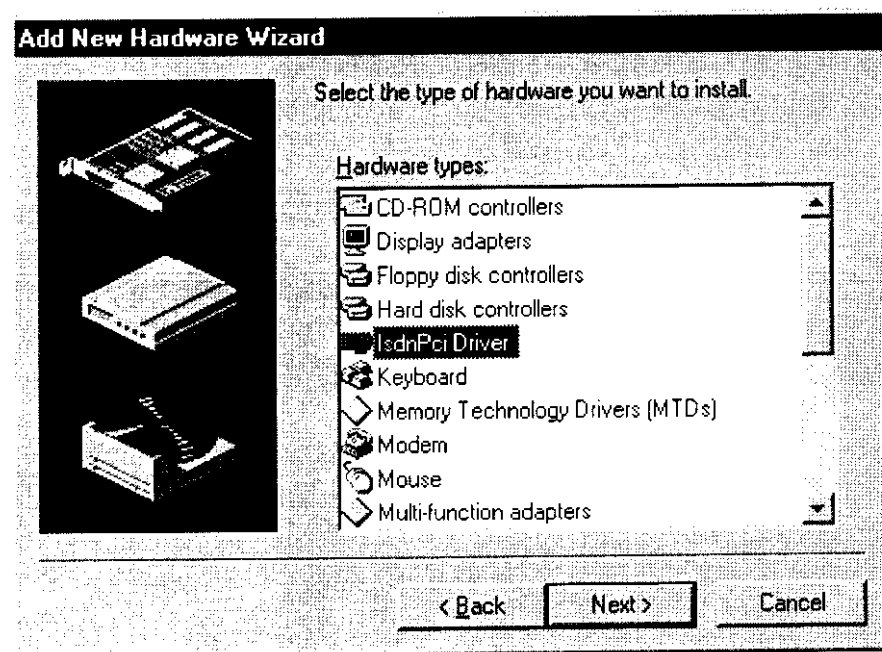 Add New Hardware Wizard
Select the type of hardware you want to install.
Hardware types:
CD-ROM controllers
Display adapters
Floppy disk controllers
Hard disk controllers
IsdnPci Driver
Keyboard
Memory Technology Drivers (MTDs)
Modem
Mouse
Multi-function adapters
< Back
Next >
Cancel